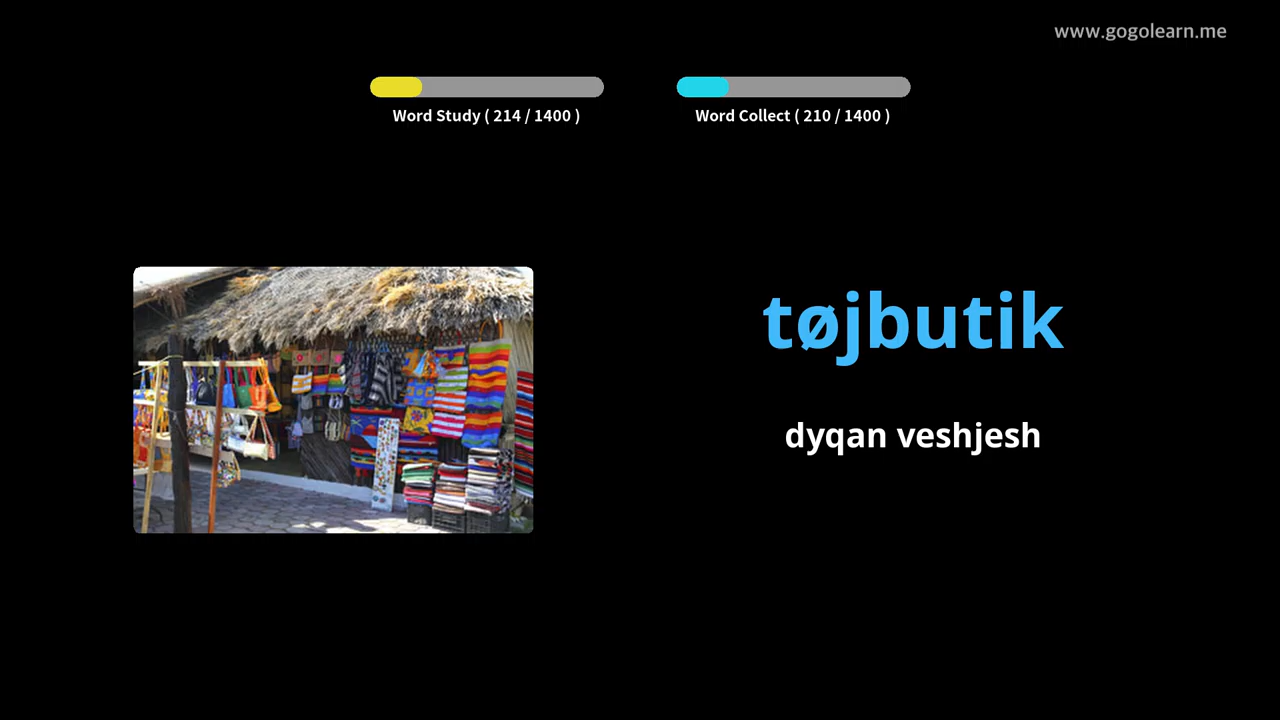 www.gogolearn.me
Word Study ( 214 / 1400 )
Word Collect ( 210 / 1400 )
tøjbutik
dyqan veshjesh